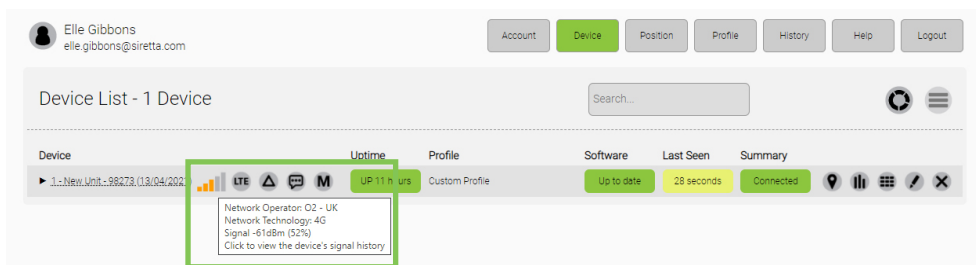 Elle Gibbons
elle.gibbons@siretta.com
Account Device Position Profile History Help Logout
Device List - 1 Device
Search...
Device Uptime Profile Software Last Seen Summary
1 - New Unit - 98273 (13/04/2021) LTE M UP 11 hours Custom Profile Up to date 28 seconds Connected
Network Operator: O2 - UK
Network Technology: 4G
Signal -61dBm (52%)
Click to view the device's signal history